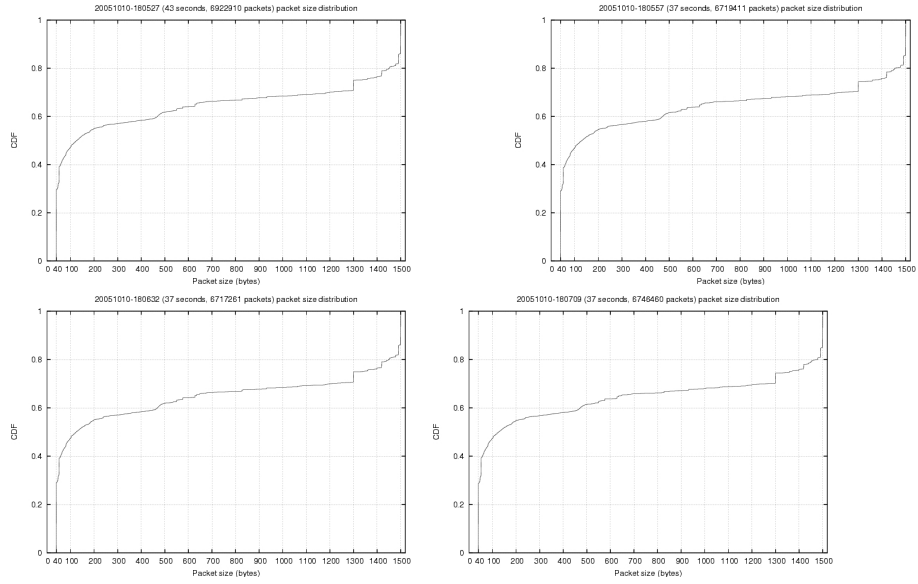 20051010-180527 (43 seconds, 6922910 packets) packet size distribution
1
0.8
0.6
0.4
0.2
0
CDF
0 40 100 200 300 400 500 600 700 800 900 1000 1100 1200 1300 1400 1500
Packet size (bytes)
20051010-180557 (37 seconds, 6719411 packets) packet size distribution
1
0.8
0.6
0.4
0.2
0
CDF
0 40 100 200 300 400 500 600 700 800 900 1000 1100 1200 1300 1400 1500
Packet size (bytes)
20051010-180632 (37 seconds, 6717261 packets) packet size distribution
1
0.8
0.6
0.4
0.2
0
CDF
0 40 100 200 300 400 500 600 700 800 900 1000 1100 1200 1300 1400 1500
Packet size (bytes)
20051010-180709 (37 seconds, 6746460 packets) packet size distribution
1
0.8
0.6
0.4
0.2
0
CDF
0 40 100 200 300 400 500 600 700 800 900 1000 1100 1200 1300 1400 1500
Packet size (bytes)